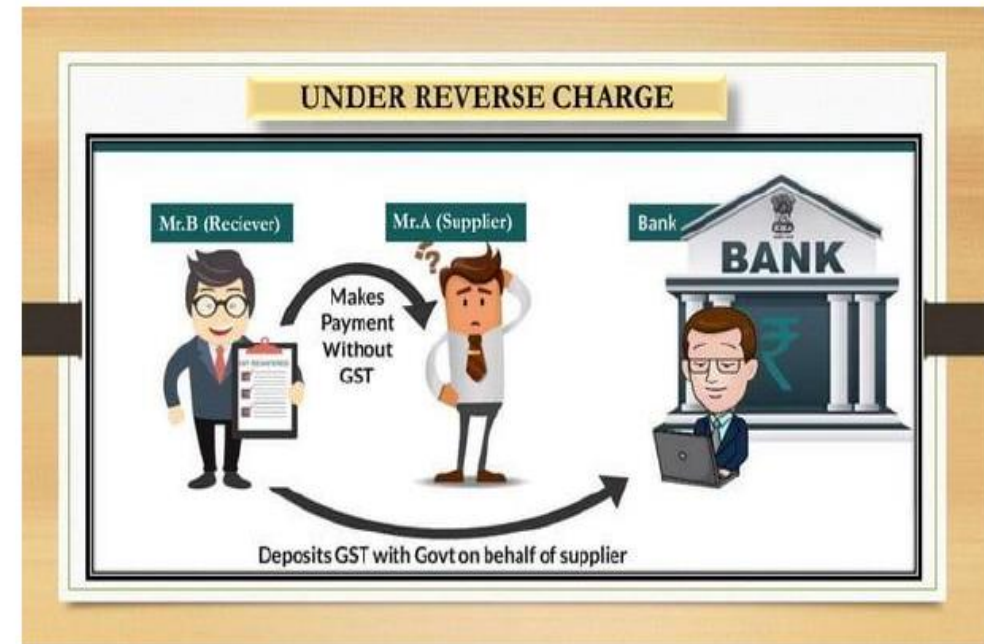 UNDER REVERSE CHARGE
Mr.B (Reciever)
Mr.A (Supplier)
Bank
BANK
₹
??
Makes
Payment
Without
GST
Deposits GST with Govt on behalf of supplier